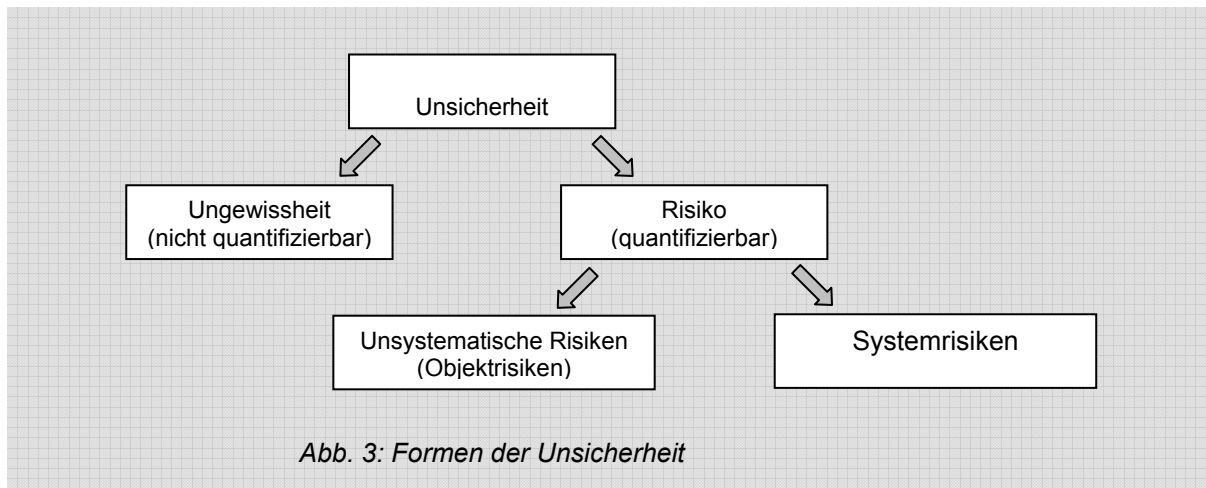 Unsicherheit
Ungewissheit
(nicht quantifizierbar)
Risiko
(quantifizierbar)
Unsystematische Risiken
(Objektrisiken)
Systemrisiken
Abb. 3: Formen der Unsicherheit